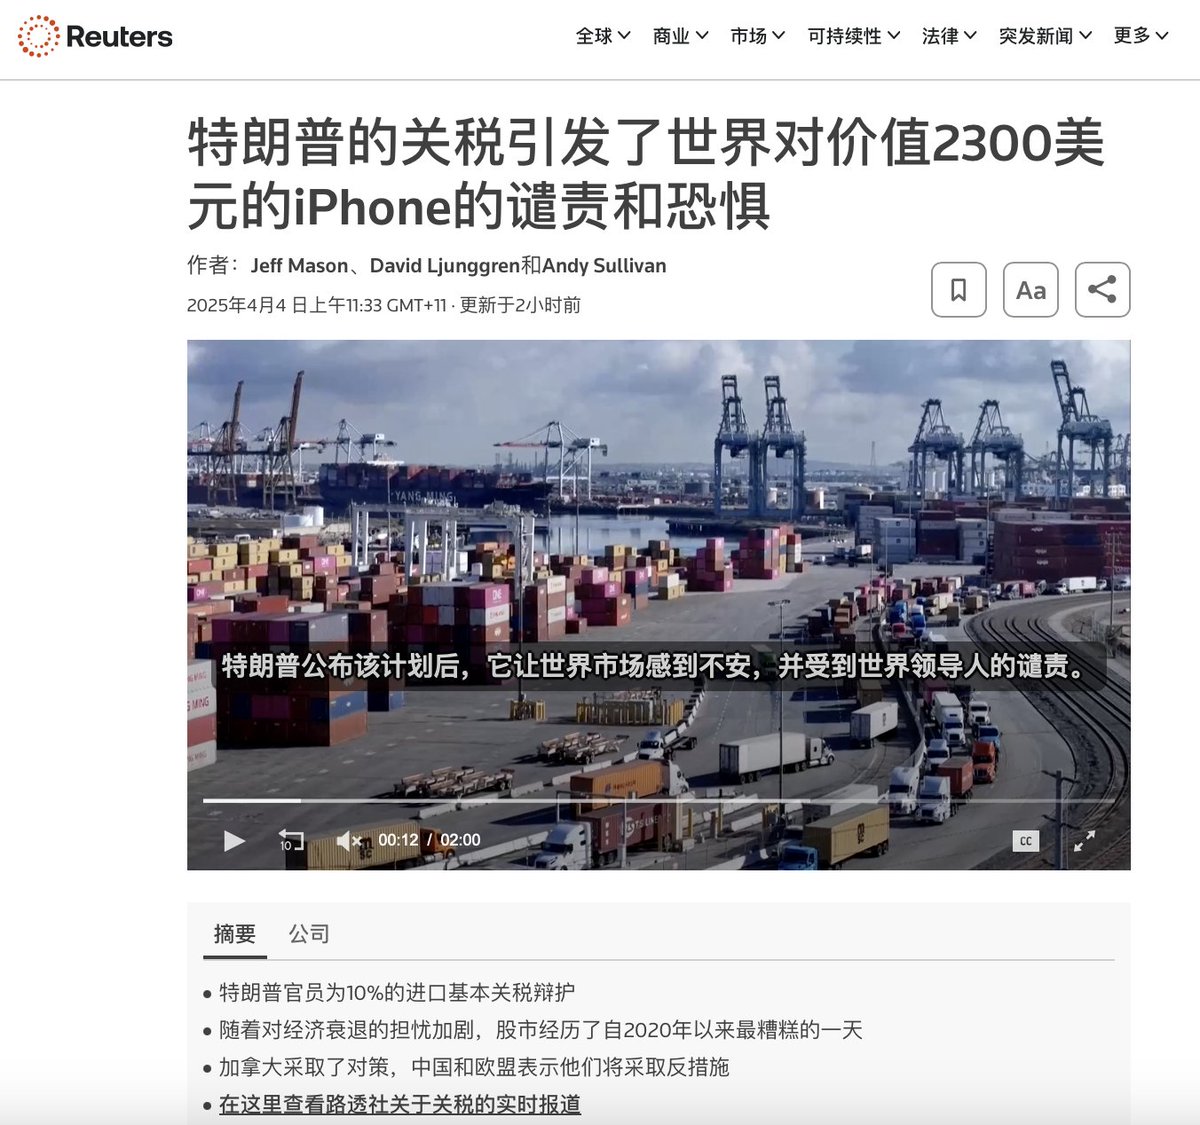 Reuters
全球 商业 市场 可持续性 法律 突发新闻 更多
特朗普的关税引发了世界对价值2300美
元的iPhone的谴责和恐惧
作者：Jeff Mason、David Ljunggren和Andy Sullivan
2025年4月4 日上午11:33 GMT+11 · 更新于2小时前
Aa
YANG MING
特朗普公布该计划后，它让世界市场感到不安，并受到世界领导人的谴责。
10
00:12 / 02:00
CC
摘要 公司
• 特朗普官员为10%的进口基本关税辩护
• 随着对经济衰退的担忧加剧，股市经历了自2020年以来最糟糕的一天
• 加拿大采取了对策，中国和欧盟表示他们将采取反措施
• 在这里查看路透社关于关税的实时报道